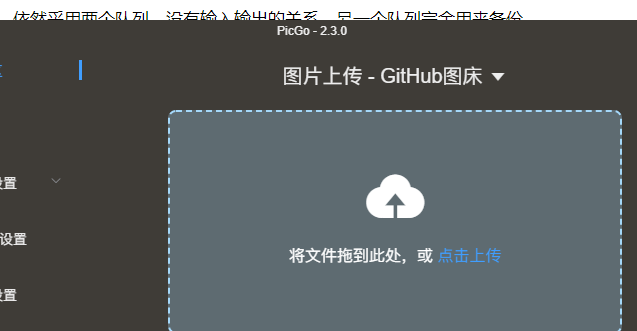 依然采用两个队列，没有输入输出的关系，另一个队列完全用来备份
PicGo - 2.3.0
图片上传 - GitHub图床
设置
设置
将文件拖到此处，或 点击上传
设置